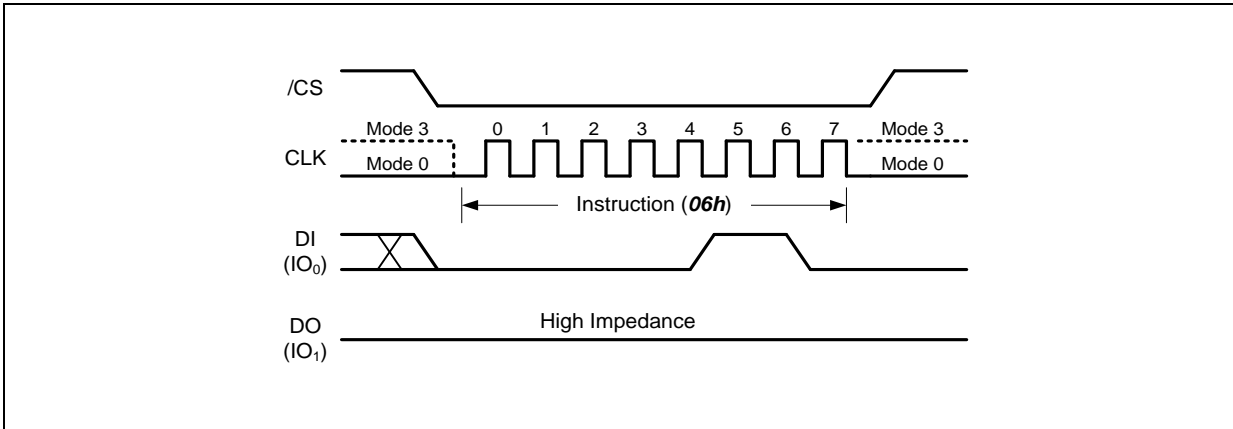 /CS
Mode 3 0 1 2 3 4 5 6 7 Mode 3
CLK
Mode 0 Mode 0
Instruction (06h)
DI
(IO₀)
High Impedance
DO
(IO₁)